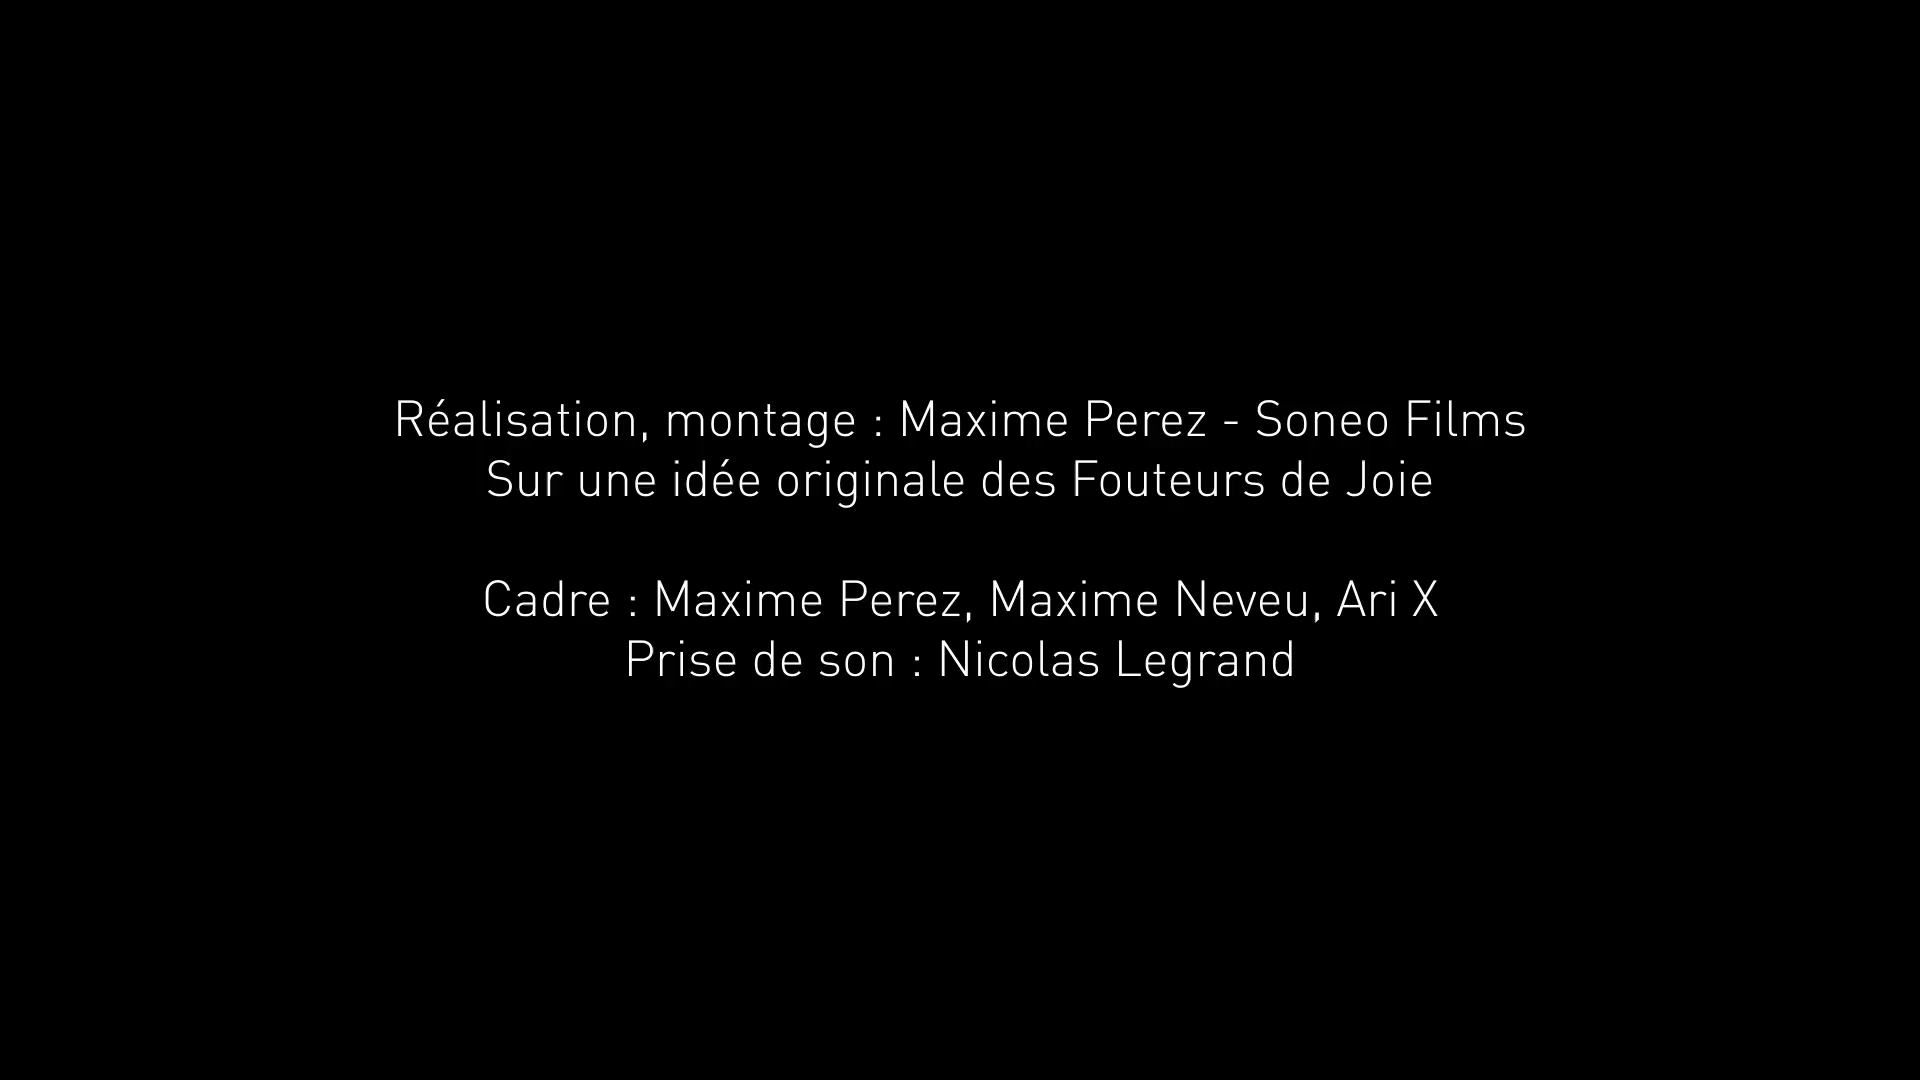 Réalisation, montage : Maxime Perez - Soneo Films
Sur une idée originale des Fouteurs de Joie
Cadre : Maxime Perez, Maxime Neveu, Ari X
Prise de son : Nicolas Legrand